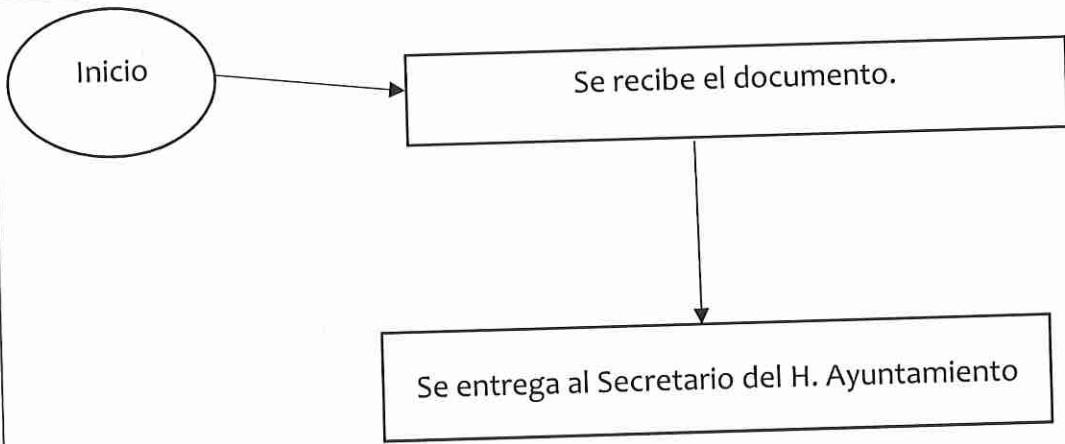 Inicio
Se recibe el documento.
Se entrega al Secretario del H. Ayuntamiento